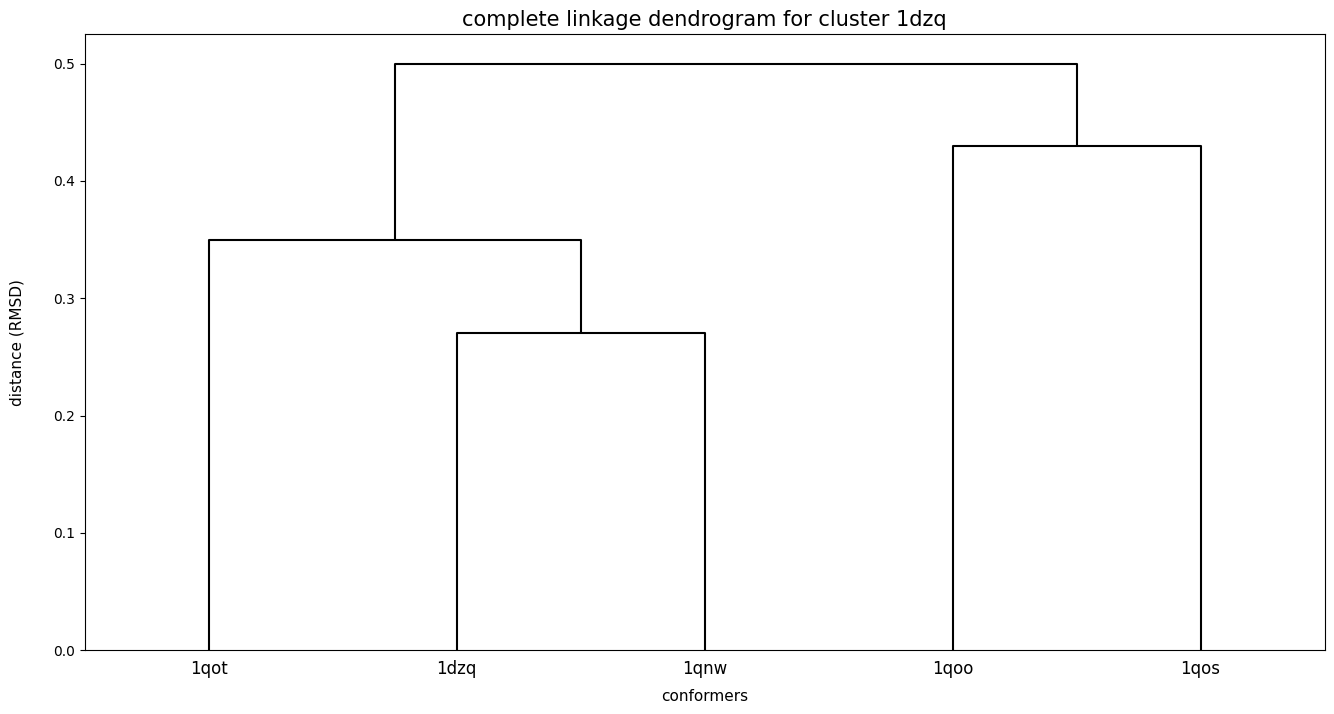 complete linkage dendrogram for cluster 1dzq
0.5
0.4
0.3
0.2
0.1
0.0
distance (RMSD)
1qot 1dzq 1qnw 1qoo 1qos
conformers